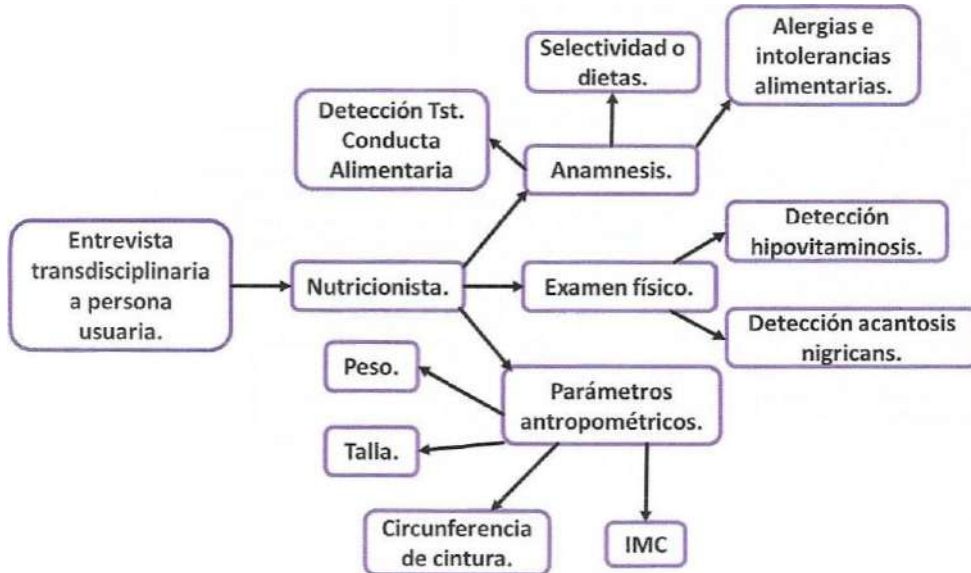 Alergias e
intolerancias
alimentarias.
Selectividad o
dietas.
Detección Tst.
Conducta
Alimentaria
Anamnesis.
Entrevista
transdisciplinaria
a persona
usuaria.
Nutricionista.
Examen físico.
Detección
hipovitaminosis.
Detección acantosis
nigricans.
Parámetros
antropométricos.
Peso.
Talla.
Circunferencia
de cintura.
IMC